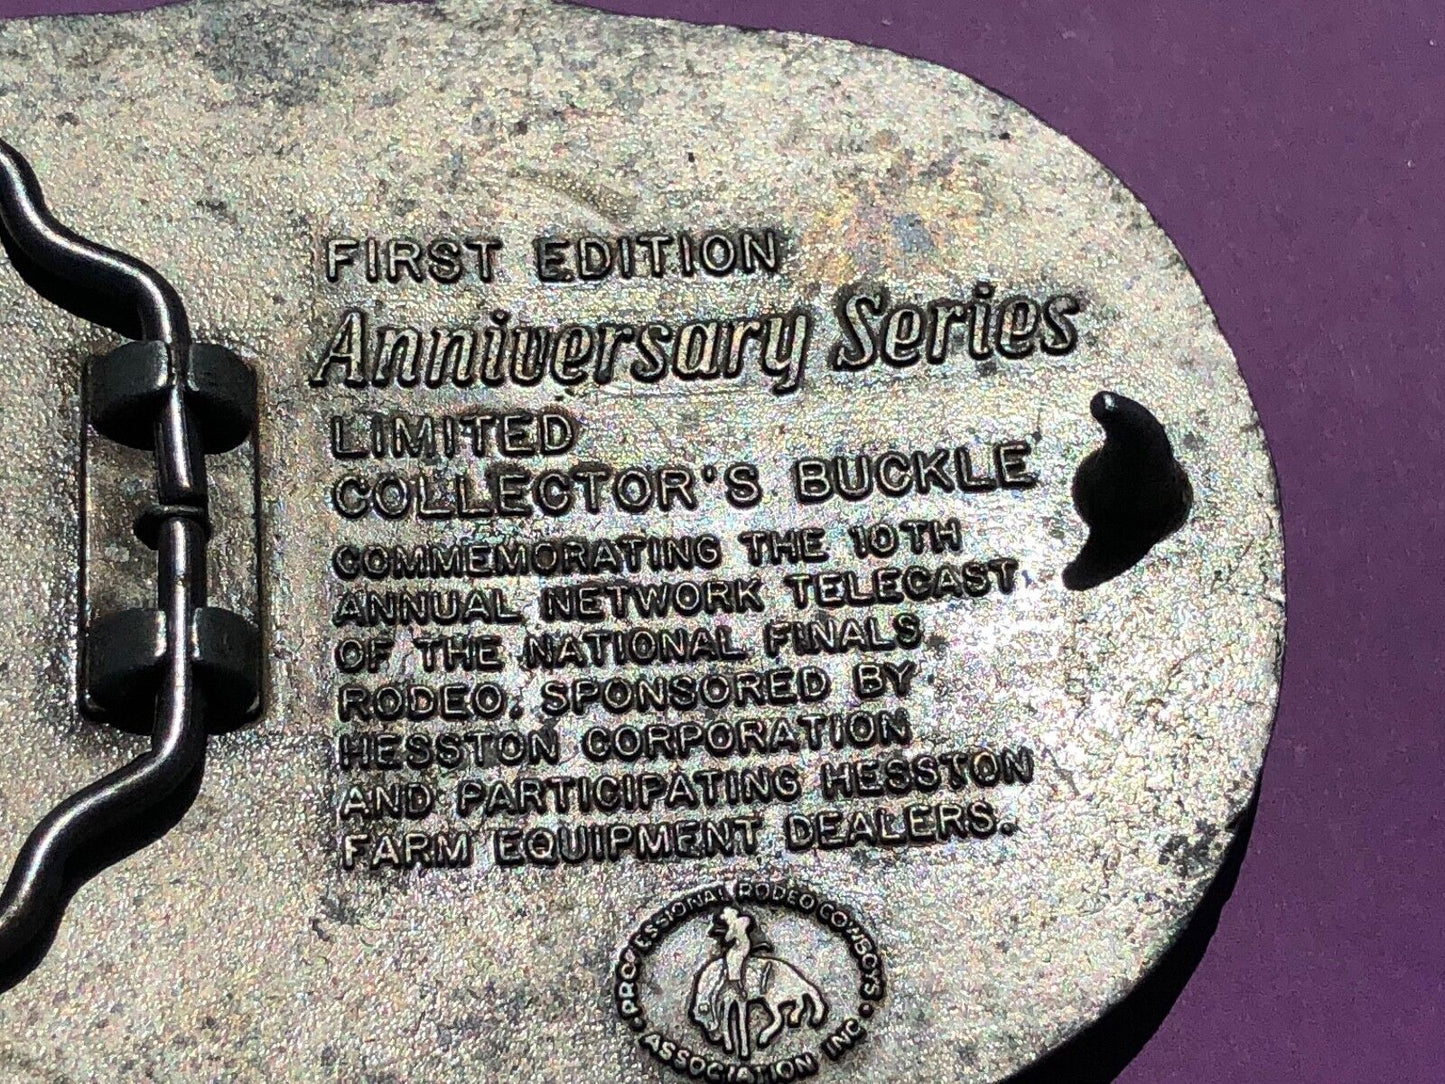 FIRST EDITION
Anniversary Series
LIMITED
COLLECTOR'S BUCKLE
COMMEMORATING THE 10TH
ANNUAL NETWORK TELECAST
OF THE NATIONAL FINALS
RODEO. SPONSORED BY
HESSTON CORPORATION
AND PARTICIPATING HESSTON
FARM EQUIPMENT DEALERS.
PROFESSIONAL RODEO COWBOYS
ASSOCIATION INC